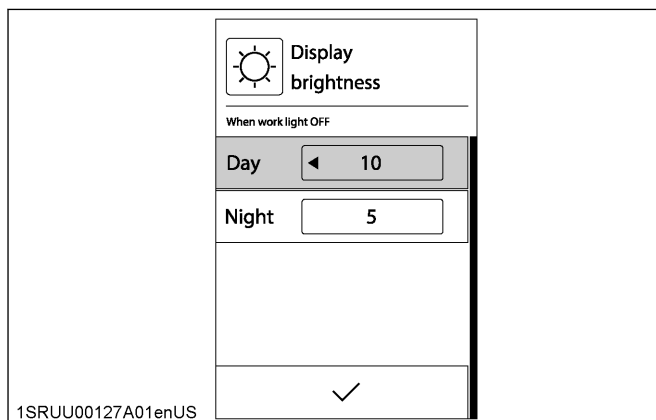 Display
brightness
When work light OFF
Day 10
Night 5
1SRUU00127A01enUS